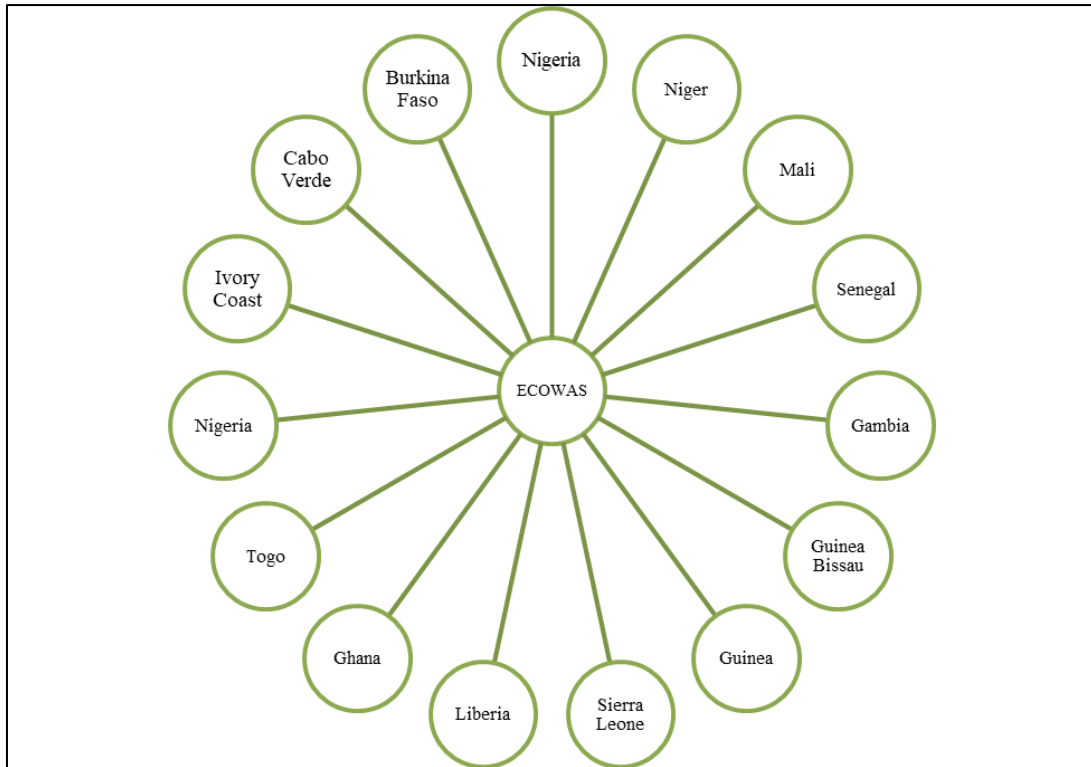 Nigeria
Niger
Mali
Senegal
Gambia
Guinea
Bissau
Guinea
Sierra
Leone
Liberia
Ghana
Togo
Nigeria
Ivory
Coast
Cabo
Verde
Burkina
Faso
ECOWAS